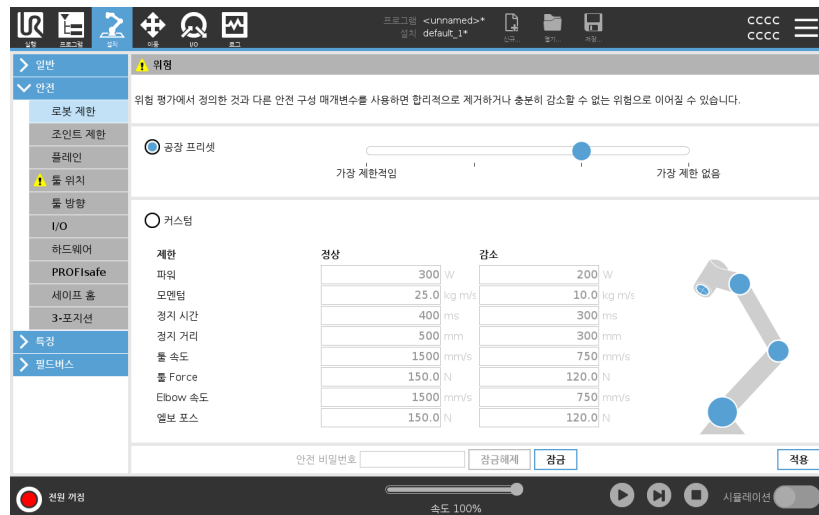 UR
프로그램 <unnamed>*
설치 default_1*
cccc
cccc
실행 프로그램 설치 이동 I/O 로그 신규... 열기... 저장...
일반
안전
로봇 제한
조인트 제한
플레인
툴 위치
툴 방향
I/O
하드웨어
PROFIsafe
세이프 홈
3-포지션
특징
필드버스
위험
위험 평가에서 정의한 것과 다른 안전 구성 매개변수를 사용하면 합리적으로 제거하거나 충분히 감소할 수 없는 위험으로 이어질 수 있습니다.
공장 프리셋
가장 제한적임 가장 제한 없음
커스텀
제한 정상 감소
파워 300 W 200 W
모멘텀 25.0 kg m/s 10.0 kg m/s
정지 시간 400 ms 300 ms
정지 거리 500 mm 300 mm
툴 속도 1500 mm/s 750 mm/s
툴 Force 150.0 N 120.0 N
Elbow 속도 1500 mm/s 750 mm/s
엘보 포스 150.0 N 120.0 N
안전 비밀번호 잠금해제 잠금 적용
전원 꺼짐
속도 100%
시뮬레이션